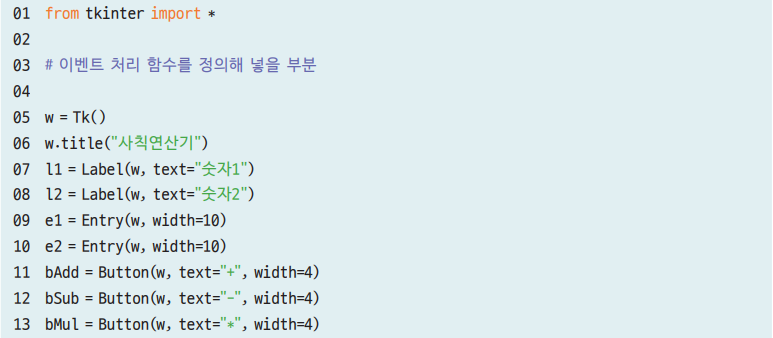 01 from tkinter import *
02
03 # 이벤트 처리 함수를 정의해 넣을 부분
04
05 w = Tk()
06 w.title("사칙연산기")
07 l1 = Label(w, text="숫자1")
08 l2 = Label(w, text="숫자2")
09 e1 = Entry(w, width=10)
10 e2 = Entry(w, width=10)
11 bAdd = Button(w, text="+", width=4)
12 bSub = Button(w, text="-", width=4)
13 bMul = Button(w, text="*", width=4)